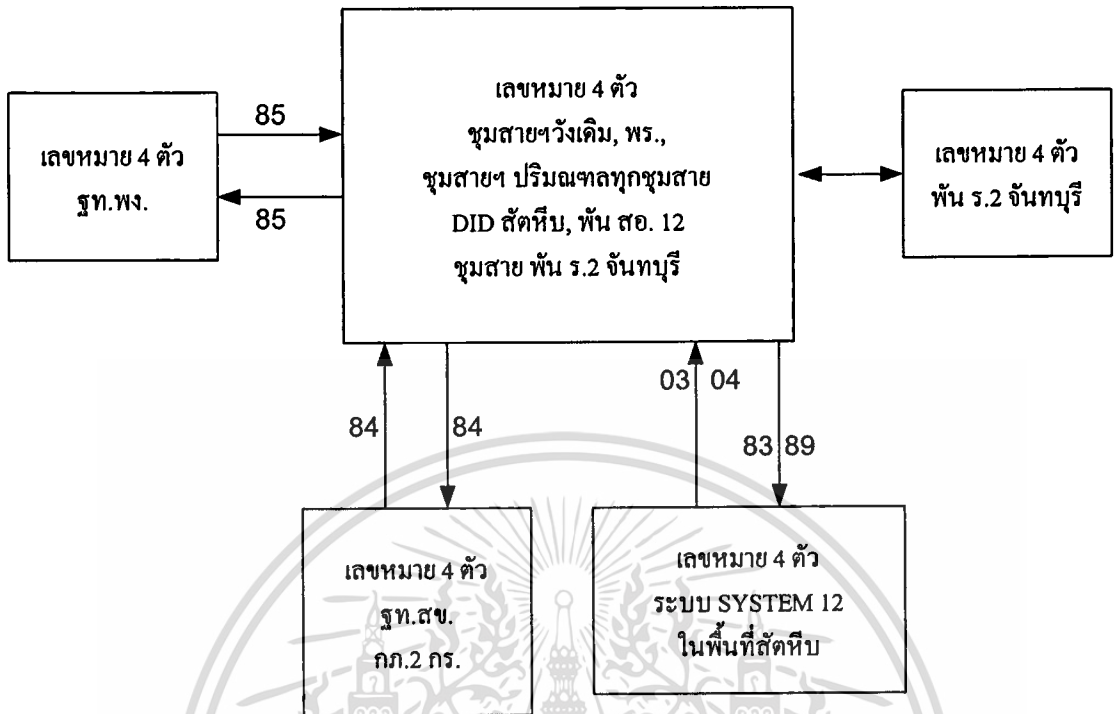 เลขหมาย 4 ตัว
ชุมสายฯวังเดิม, พร.,
ชุมสายฯ ปริมณฑลทุกชุมสาย
DID สัตหีบ, พัน สอ. 12
ชุมสาย พัน ร.2 จันทบุรี
เลขหมาย 4 ตัว
ฐท.พง.
85
85
เลขหมาย 4 ตัว
พัน ร.2 จันทบุรี
84
84
03
04
83
89
เลขหมาย 4 ตัว
ฐท.สข.
กภ.2 กร.
เลขหมาย 4 ตัว
ระบบ SYSTEM 12
ในพื้นที่สัตหีบ